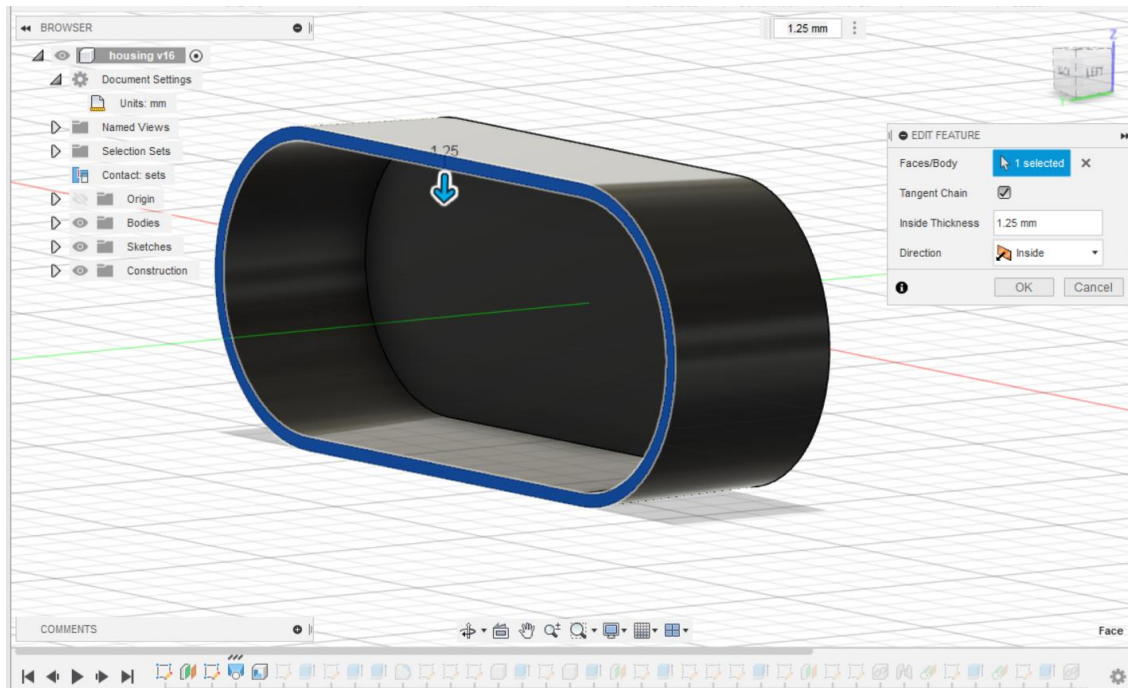 BROWSER
1.25 mm
housing v16
Document Settings
Units: mm
Named Views
Selection Sets
Contact: sets
Origin
Bodies
Sketches
Construction
Z
LEFT
1.25
EDIT FEATURE
Faces/Body 1 selected
Tangent Chain
Inside Thickness 1.25 mm
Direction Inside
OK Cancel
COMMENTS
Face